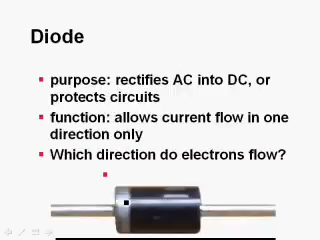 Diode
purpose: rectifies AC into DC, or
protects circuits
function: allows current flow in one
direction only
Which direction do electrons flow?